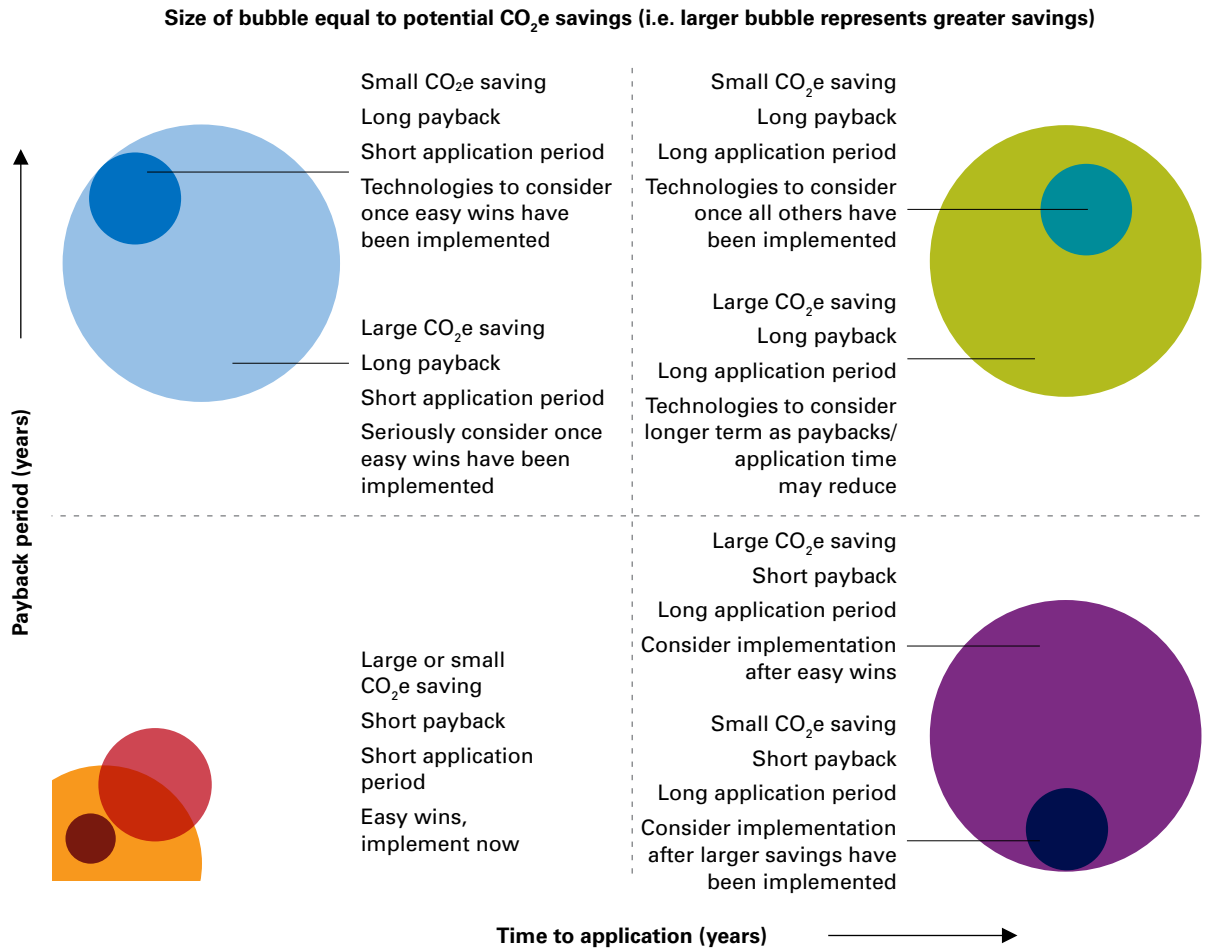 Size of bubble equal to potential CO₂e savings (i.e. larger bubble represents greater savings)
Payback period (years)
Small CO₂e saving
Long payback
Short application period
Technologies to consider
once easy wins have
been implemented
Large CO₂e saving
Long payback
Short application period
Seriously consider once
easy wins have been
implemented
Small CO₂e saving
Long payback
Long application period
Technologies to consider
once all others have
been implemented
Large CO₂e saving
Long payback
Long application period
Technologies to consider
longer term as paybacks/
application time
may reduce
Large or small
CO₂e saving
Short payback
Short application
period
Easy wins,
implement now
Large CO₂e saving
Short payback
Long application period
Consider implementation
after easy wins
Small CO₂e saving
Short payback
Long application period
Consider implementation
after larger savings have
been implemented
Time to application (years)